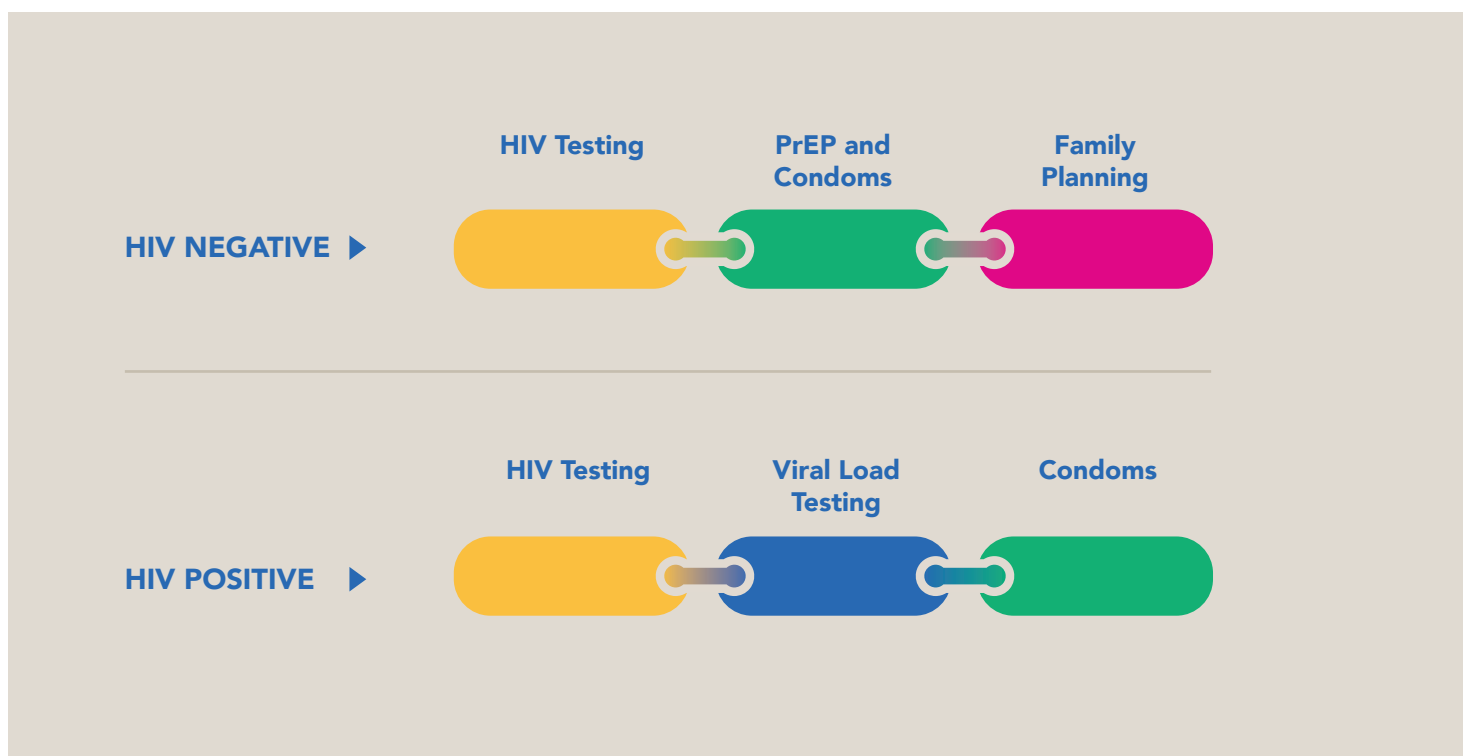 HIV Testing
PrEP and
Condoms
Family
Planning
HIV NEGATIVE
HIV Testing
Viral Load
Testing
Condoms
HIV POSITIVE